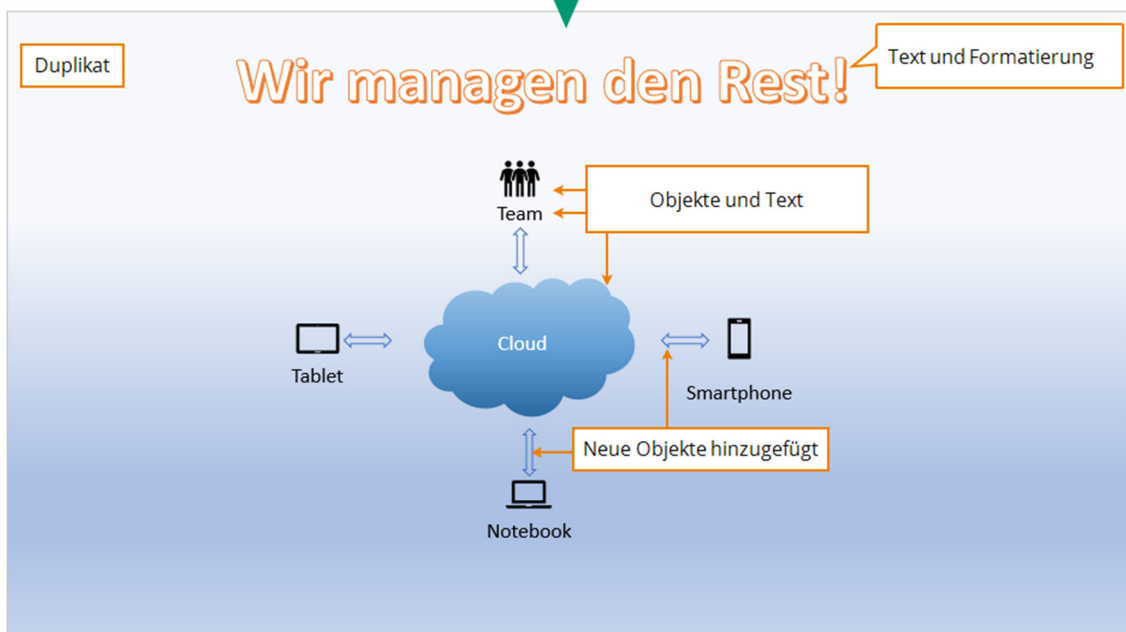 Duplikat
Wir managen den Rest!
Text und Formatierung
Team
Objekte und Text
Cloud
Tablet
Smartphone
Neue Objekte hinzugefügt
Notebook